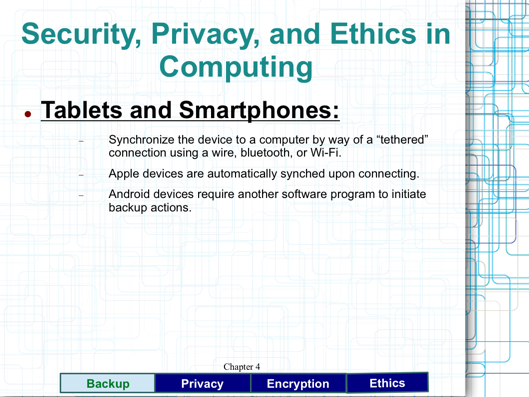 Security, Privacy, and Ethics in
Computing
● Tablets and Smartphones:
– Synchronize the device to a computer by way of a “tethered”
connection using a wire, bluetooth, or Wi-Fi.
– Apple devices are automatically synched upon connecting.
– Android devices require another software program to initiate
backup actions.
Chapter 4
Backup Privacy Encryption Ethics